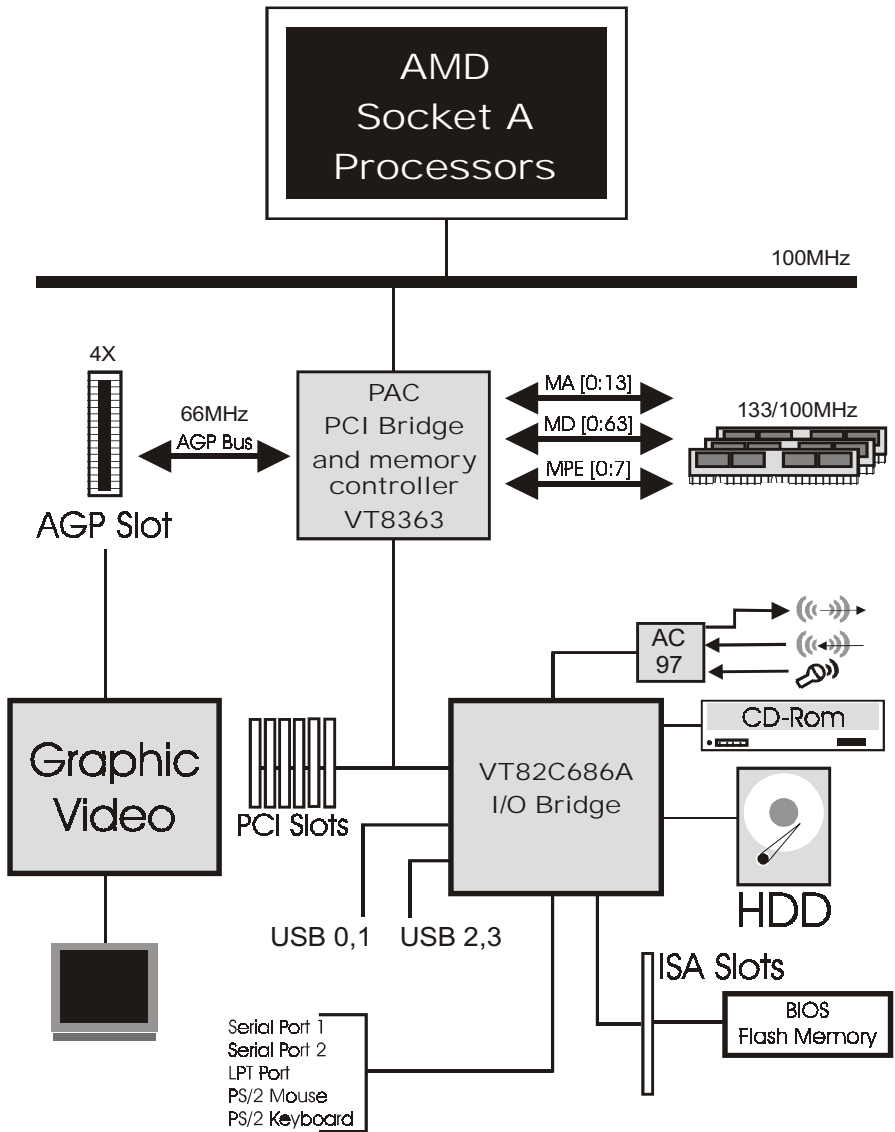 AMD
Socket A
Processors
100MHz
4X
66MHz
AGP Bus
AGP Slot
PAC
PCI Bridge
and memory
controller
VT8363
MA [0:13]
MD [0:63]
MPE [0:7]
133/100MHz
AC
97
CD-Rom
Graphic
Video
PCI Slots
VT82C686A
I/O Bridge
HDD
USB 0,1
USB 2,3
ISA Slots
BIOS
Flash Memory
Serial Port 1
Serial Port 2
LPT Port
PS/2 Mouse
PS/2 Keyboard